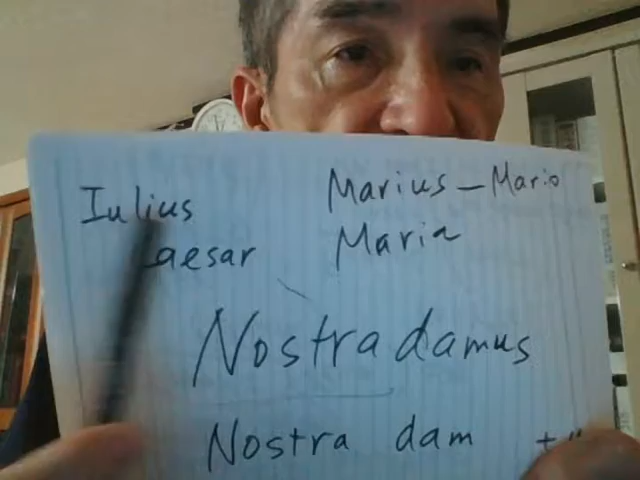 Iulius Marius - Mario
aesar Maria
Nostradamus
Nostra dam